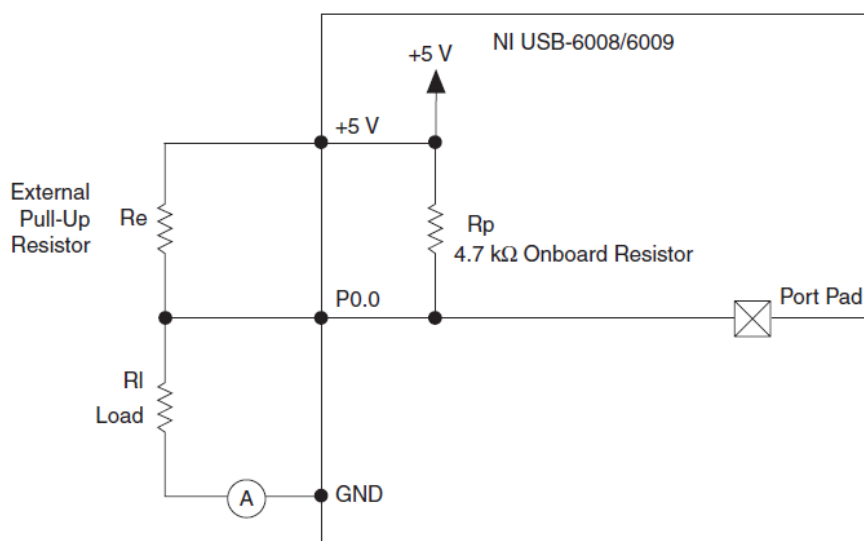 NI USB-6008/6009
+5 V
+5 V
External
Pull-Up
Resistor
Re
Rp
4.7 kΩ Onboard Resistor
P0.0
Port Pad
Rl
Load
A
GND